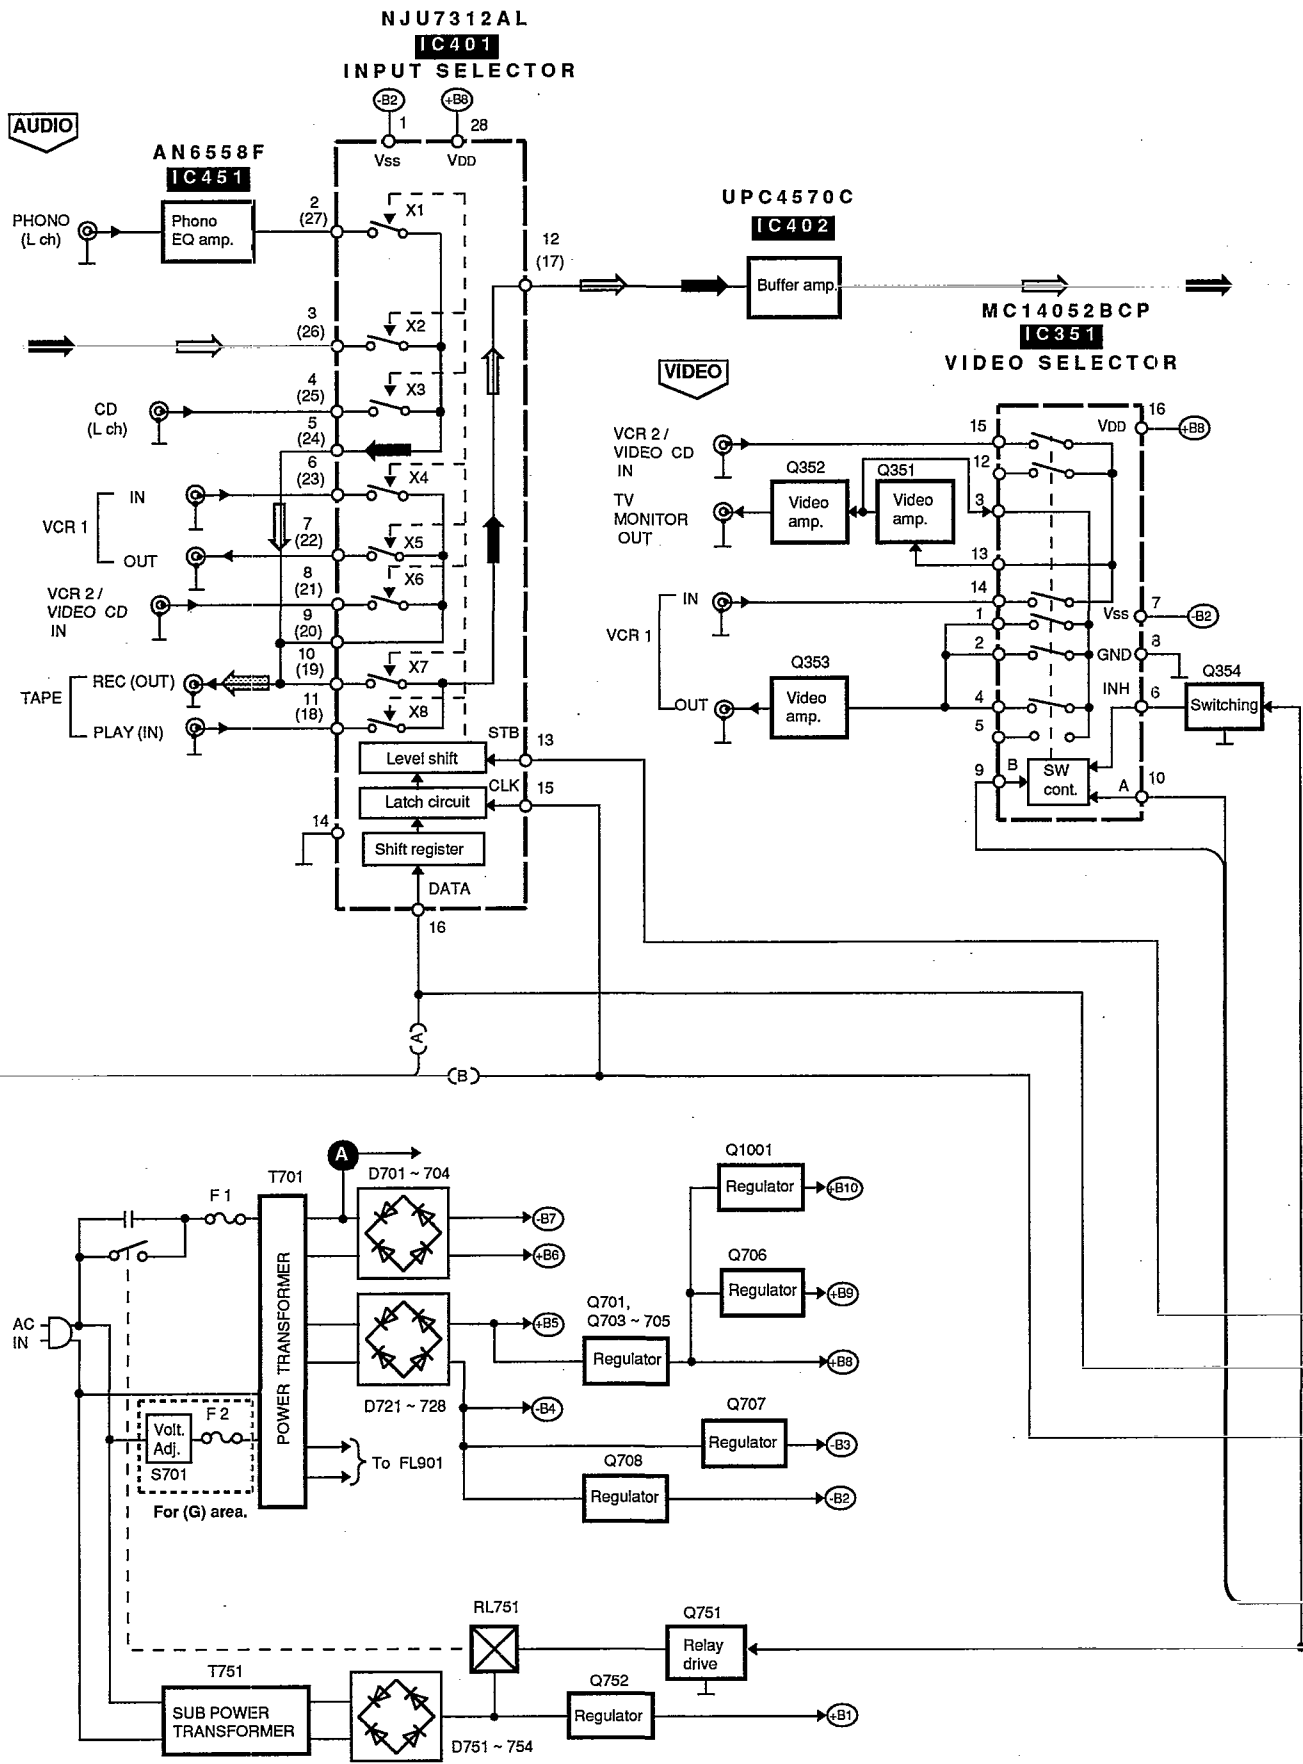 NJU7312AL
IC401
INPUT SELECTOR
-B2
+B8
1
28
VSS
VDD
AUDIO
AN6558F
IC451
PHONO
(L ch)
Phono
EQ amp.
2
(27)
X1
12
(17)
UPC4570C
IC402
Buffer amp.
3
(26)
X2
4
(25)
X3
CD
(L ch)
5
(24)
6
(23)
X4
VCR 1
IN
7
(22)
X5
OUT
8
(21)
X6
VCR 2 /
VIDEO CD
IN
9
(20)
10
(19)
X7
TAPE
REC (OUT)
11
(18)
X8
PLAY (IN)
STB
13
Level shift
CLK
15
Latch circuit
14
Shift register
DATA
16
MC14052BCP
IC351
VIDEO SELECTOR
VIDEO
VCR 2 /
VIDEO CD
IN
15
VDD
16
+B8
12
Q352
Q351
TV
MONITOR
OUT
Video
amp.
Video
amp.
3
13
14
VCR 1
IN
1
VSS
7
-B2
2
GND
8
Q353
Q354
INH
6
Switching
OUT
Video
amp.
4
5
9
B
SW
cont.
A
10
A
B
A
T701
D701 ~ 704
F 1
POWER TRANSFORMER
-B7
+B6
Q1001
Regulator
+B10
Q706
Regulator
+B9
AC
IN
+B5
Q701,
Q703 ~ 705
Regulator
+B8
D721 ~ 728
-B4
F 2
Volt.
Adj.
S701
For (G) area.
To FL901
Q707
Regulator
-B3
Q708
Regulator
-B2
RL751
Q751
Relay
drive
T751
SUB POWER
TRANSFORMER
D751 ~ 754
Q752
Regulator
+B1